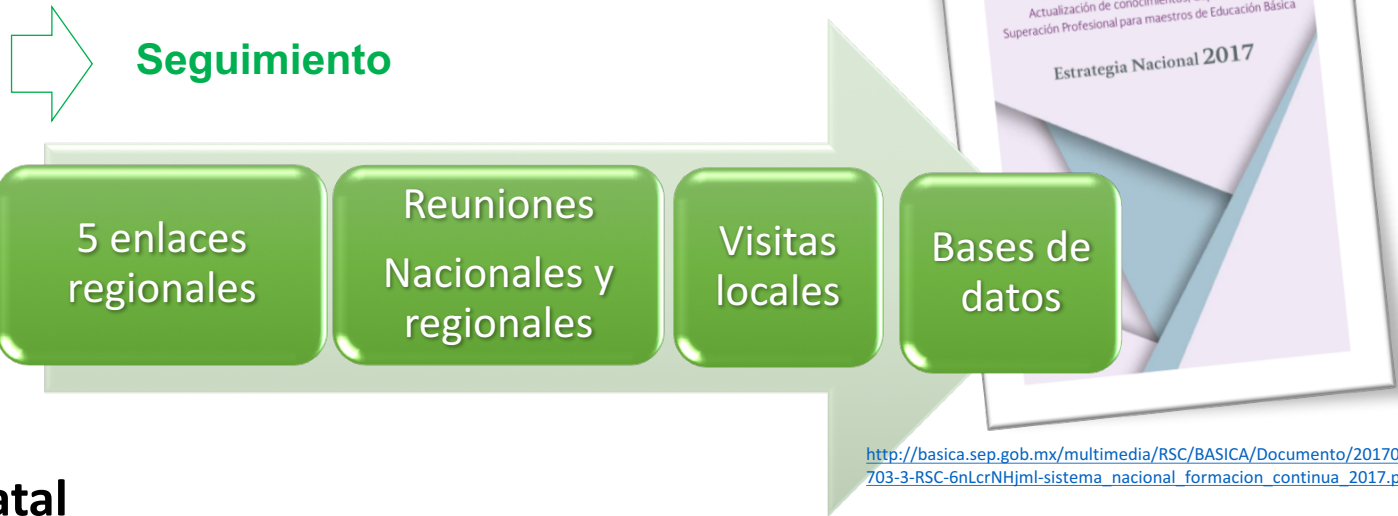 Actualización de conocimientos,
Superación Profesional para maestros de Educación Básica
Estrategia Nacional 2017
Seguimiento
5 enlaces
regionales
Reuniones
Nacionales y
regionales
Visitas
locales
Bases de
datos
http://basica.sep.gob.mx/multimedia/RSC/BASICA/Documento/20170
703-3-RSC-6nLcrNHjml-sistema_nacional_formacion_continua_2017.p
atal